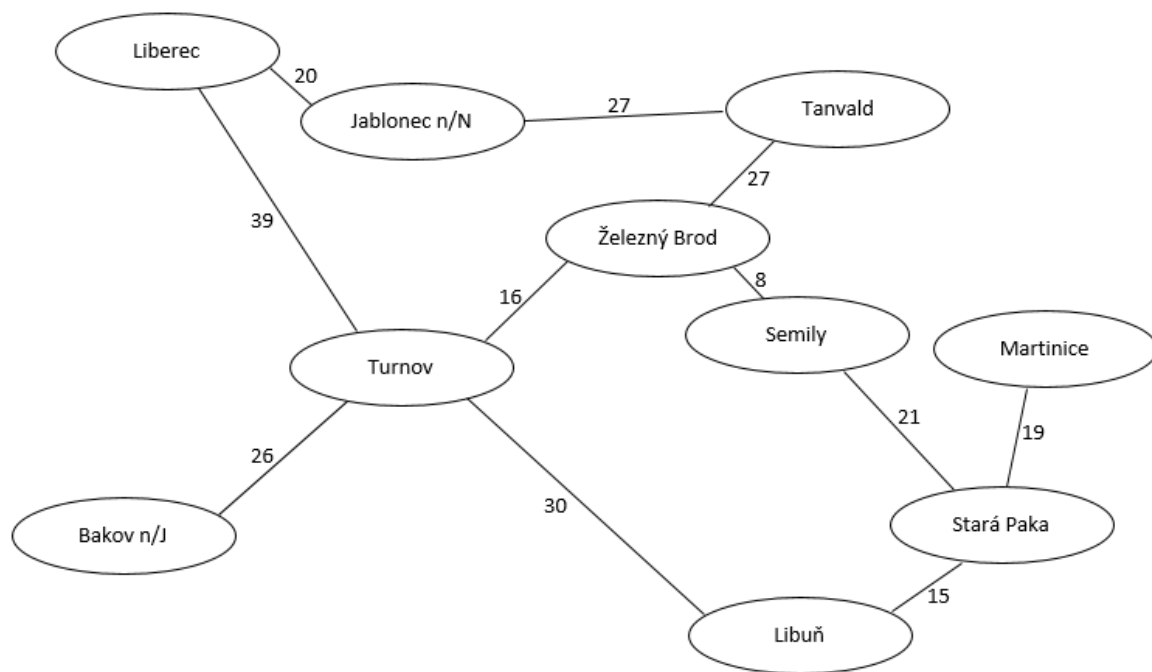 Liberec
20
Jablonec n/N
27
Tanvald
27
39
Železný Brod
16
8
Semily
Martinice
Turnov
21
19
26
30
Stará Paka
Bakov n/J
15
Libuň